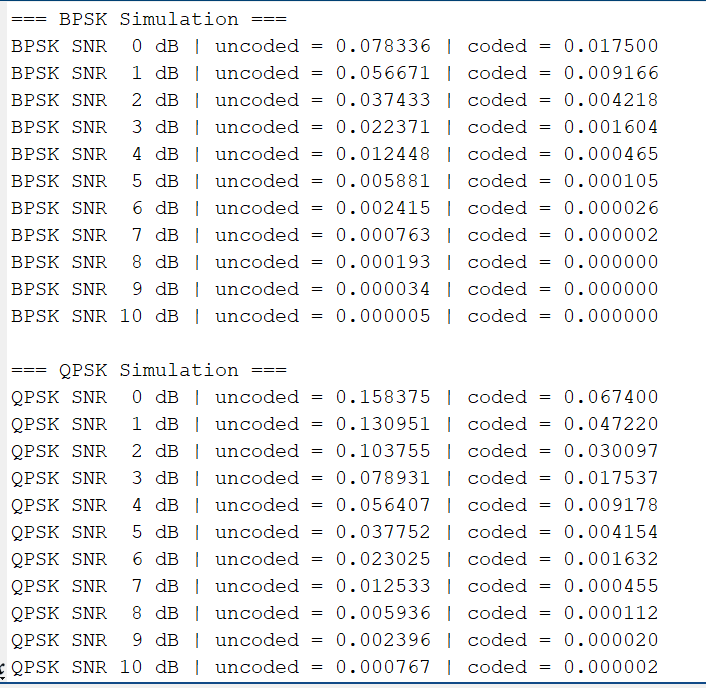 === BPSK Simulation ===
BPSK SNR  0 dB | uncoded = 0.078336 | coded = 0.017500
BPSK SNR  1 dB | uncoded = 0.056671 | coded = 0.009166
BPSK SNR  2 dB | uncoded = 0.037433 | coded = 0.004218
BPSK SNR  3 dB | uncoded = 0.022371 | coded = 0.001604
BPSK SNR  4 dB | uncoded = 0.012448 | coded = 0.000465
BPSK SNR  5 dB | uncoded = 0.005881 | coded = 0.000105
BPSK SNR  6 dB | uncoded = 0.002415 | coded = 0.000026
BPSK SNR  7 dB | uncoded = 0.000763 | coded = 0.000002
BPSK SNR  8 dB | uncoded = 0.000193 | coded = 0.000000
BPSK SNR  9 dB | uncoded = 0.000034 | coded = 0.000000
BPSK SNR 10 dB | uncoded = 0.000005 | coded = 0.000000

=== QPSK Simulation ===
QPSK SNR  0 dB | uncoded = 0.158375 | coded = 0.067400
QPSK SNR  1 dB | uncoded = 0.130951 | coded = 0.047220
QPSK SNR  2 dB | uncoded = 0.103755 | coded = 0.030097
QPSK SNR  3 dB | uncoded = 0.078931 | coded = 0.017537
QPSK SNR  4 dB | uncoded = 0.056407 | coded = 0.009178
QPSK SNR  5 dB | uncoded = 0.037752 | coded = 0.004154
QPSK SNR  6 dB | uncoded = 0.023025 | coded = 0.001632
QPSK SNR  7 dB | uncoded = 0.012533 | coded = 0.000455
QPSK SNR  8 dB | uncoded = 0.005936 | coded = 0.000112
QPSK SNR  9 dB | uncoded = 0.002396 | coded = 0.000020
QPSK SNR 10 dB | uncoded = 0.000767 | coded = 0.000002